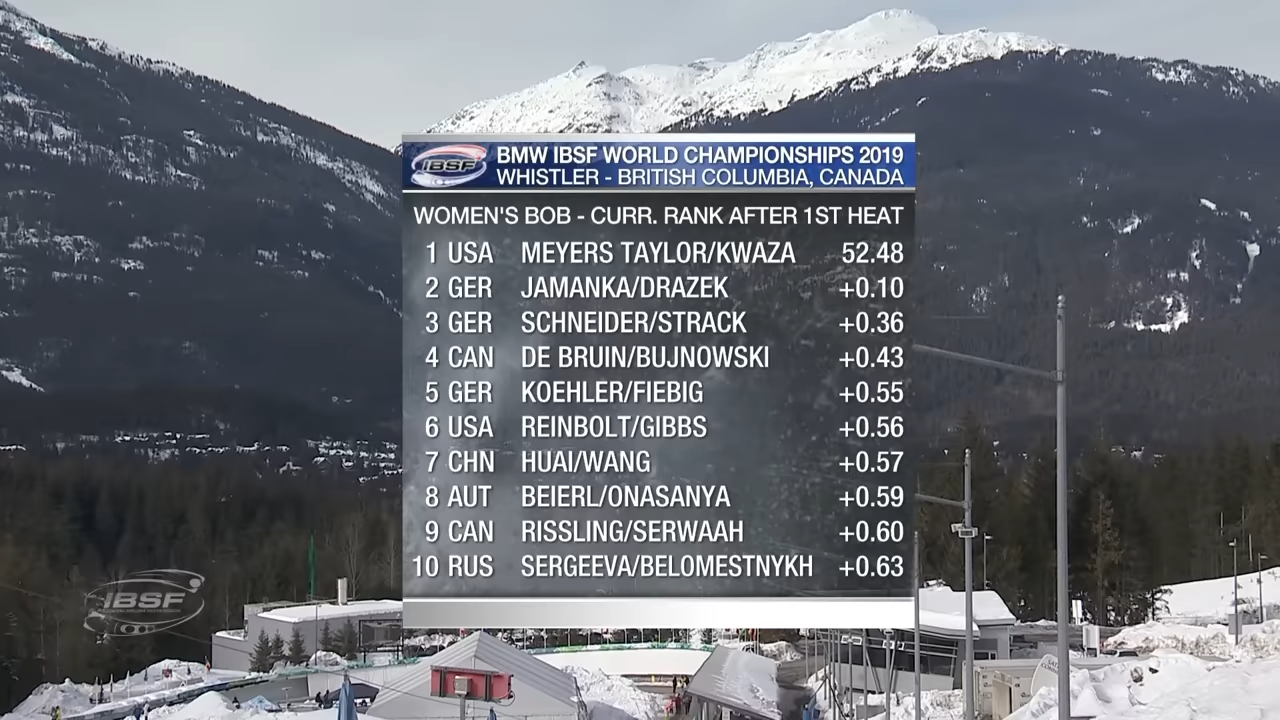 IBSF
BMW IBSF WORLD CHAMPIONSHIPS 2019
WHISTLER - BRITISH COLUMBIA, CANADA
WOMEN'S BOB - CURR. RANK AFTER 1ST HEAT
1 USA MEYERS TAYLOR/KWAZA 52.48
2 GER JAMANKA/DRAZEK +0.10
3 GER SCHNEIDER/STRACK +0.36
4 CAN DE BRUIN/BUJNOWSKI +0.43
5 GER KOEHLER/FIEBIG +0.55
6 USA REINBOLT/GIBBS +0.56
7 CHN HUAI/WANG +0.57
8 AUT BEIERL/ONASANYA +0.59
9 CAN RISSLING/SERWAAH +0.60
10 RUS SERGEEVA/BELOMESTNYKH +0.63
IBSF